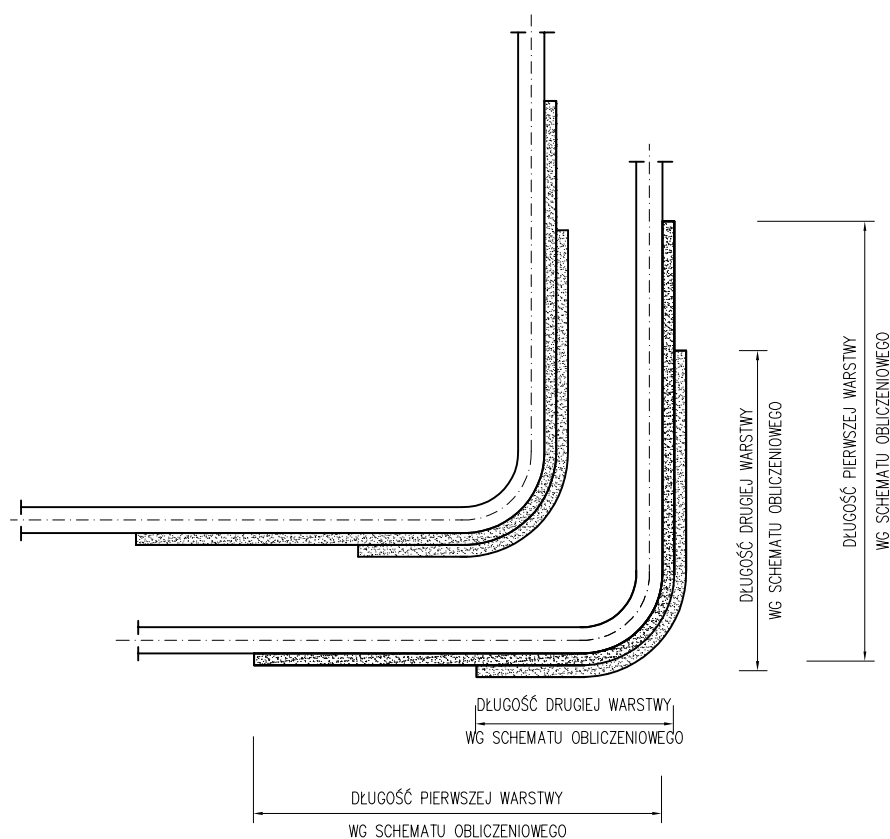 DŁUGOŚĆ DRUGIEJ WARSTWY
WG SCHEMATU OBLICZENIOWEGO
DŁUGOŚĆ PIERWSZEJ WARSTWY
WG SCHEMATU OBLICZENIOWEGO
DŁUGOŚĆ DRUGIEJ WARSTWY
WG SCHEMATU OBLICZENIOWEGO
DŁUGOŚĆ PIERWSZEJ WARSTWY
WG SCHEMATU OBLICZENIOWEGO